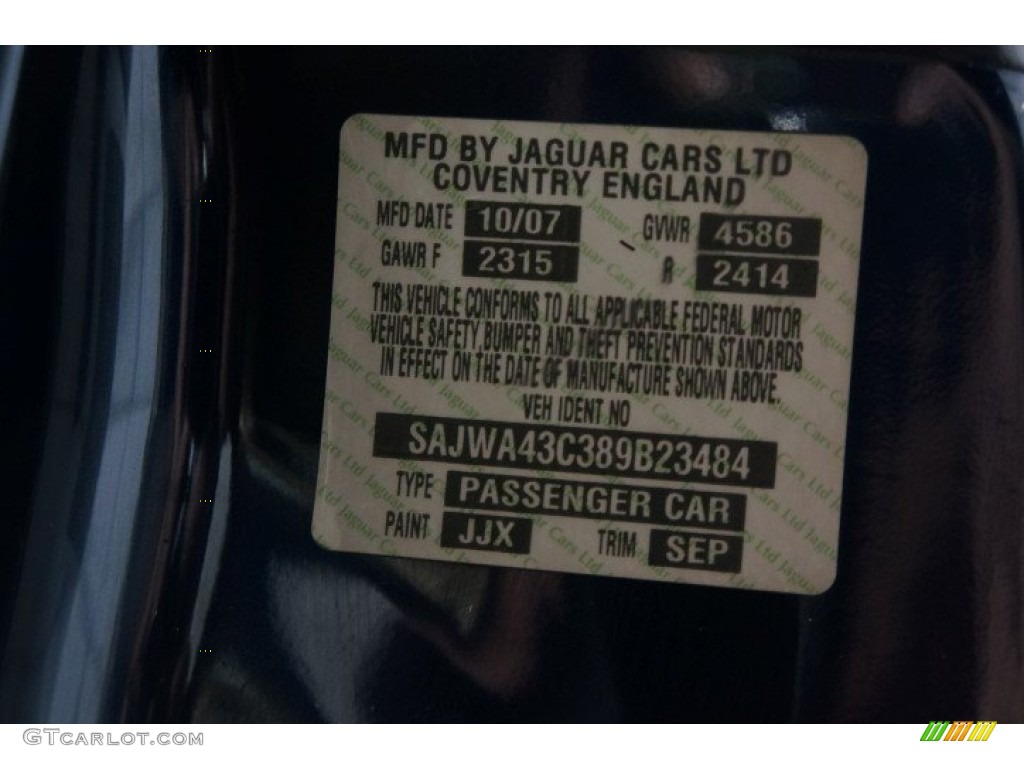 MFD BY JAGUAR CARS LTD
COVENTRY ENGLAND
MFD DATE 10/07 GVWR 4586
GAWR F 2315 R 2414
THIS VEHICLE CONFORMS TO ALL APPLICABLE FEDERAL MOTOR
VEHICLE SAFETY, BUMPER AND THEFT PREVENTION STANDARDS
IN EFFECT ON THE DATE OF MANUFACTURE SHOWN ABOVE.
VEH IDENT NO
SAJWA43C389B23484
TYPE PASSENGER CAR
PAINT JJX TRIM SEP
GTCARLOT.COM